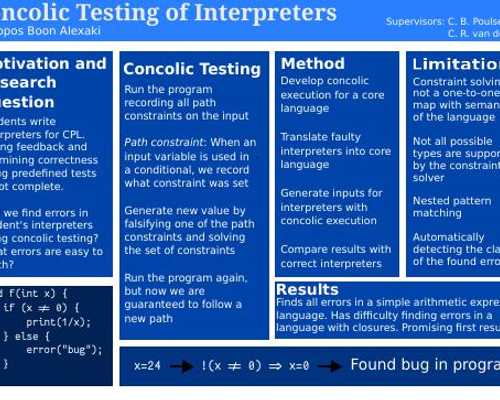 ncolic Testing of Interpreters
opos Boon Alexaki
Supervisors: C. B. Pouls
C. R. van d
otivation and
search
estion
dents write
rpreters for CPL.
ng feedback and
mining correctness
g predefined tests
ot complete.
we find errors in
dent's interpreters
g concolic testing?
at errors are easy to
h?
d f(int x) {
if (x ≠ 0) {
print(1/x);
} else {
error("bug");
}
Concolic Testing
Run the program
recording all path
constraints on the input
Path constraint: When an
input variable is used in
a conditional, we record
what constraint was set
Generate new value by
falsifying one of the path
constraints and solving
the set of constraints
Run the program again,
but now we are
guaranteed to follow a
new path
Method
Develop concolic
execution for a core
language
Translate faulty
interpreters into core
language
Generate inputs for
interpreters with
concolic execution
Compare results with
correct interpreters
Limitation
Constraint solvin
not a one-to-one
map with seman
of the language
Not all possible
types are suppor
by the constraint
solver
Nested pattern
matching
Automatically
detecting the cla
of the found erro
Results
Finds all errors in a simple arithmetic expre
language. Has difficulty finding errors in a
language with closures. Promising first resu
x=24 → !(x ≠ 0) ⇒ x=0 → Found bug in progra